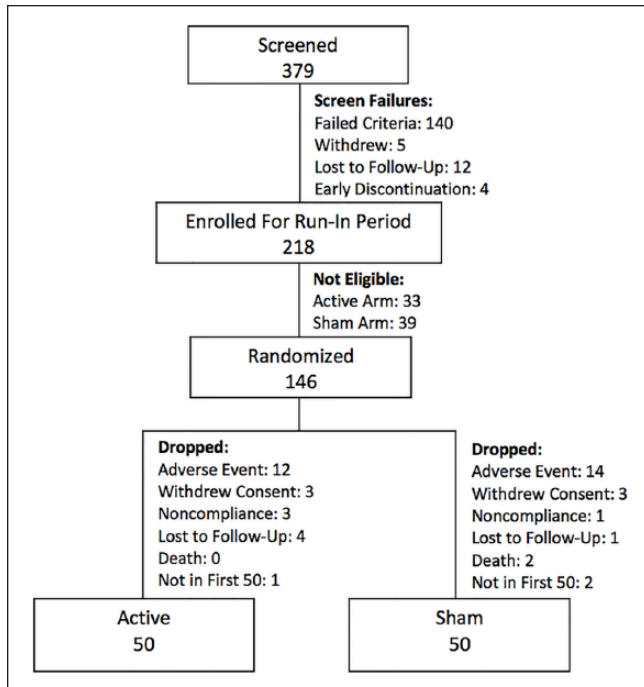 Screened
379
Screen Failures:
Failed Criteria: 140
Withdrew: 5
Lost to Follow-Up: 12
Early Discontinuation: 4
Enrolled For Run-In Period
218
Not Eligible:
Active Arm: 33
Sham Arm: 39
Randomized
146
Dropped:
Adverse Event: 12
Withdrew Consent: 3
Noncompliance: 3
Lost to Follow-Up: 4
Death: 0
Not in First 50: 1
Dropped:
Adverse Event: 14
Withdrew Consent: 3
Noncompliance: 1
Lost to Follow-Up: 1
Death: 2
Not in First 50: 2
Active
50
Sham
50